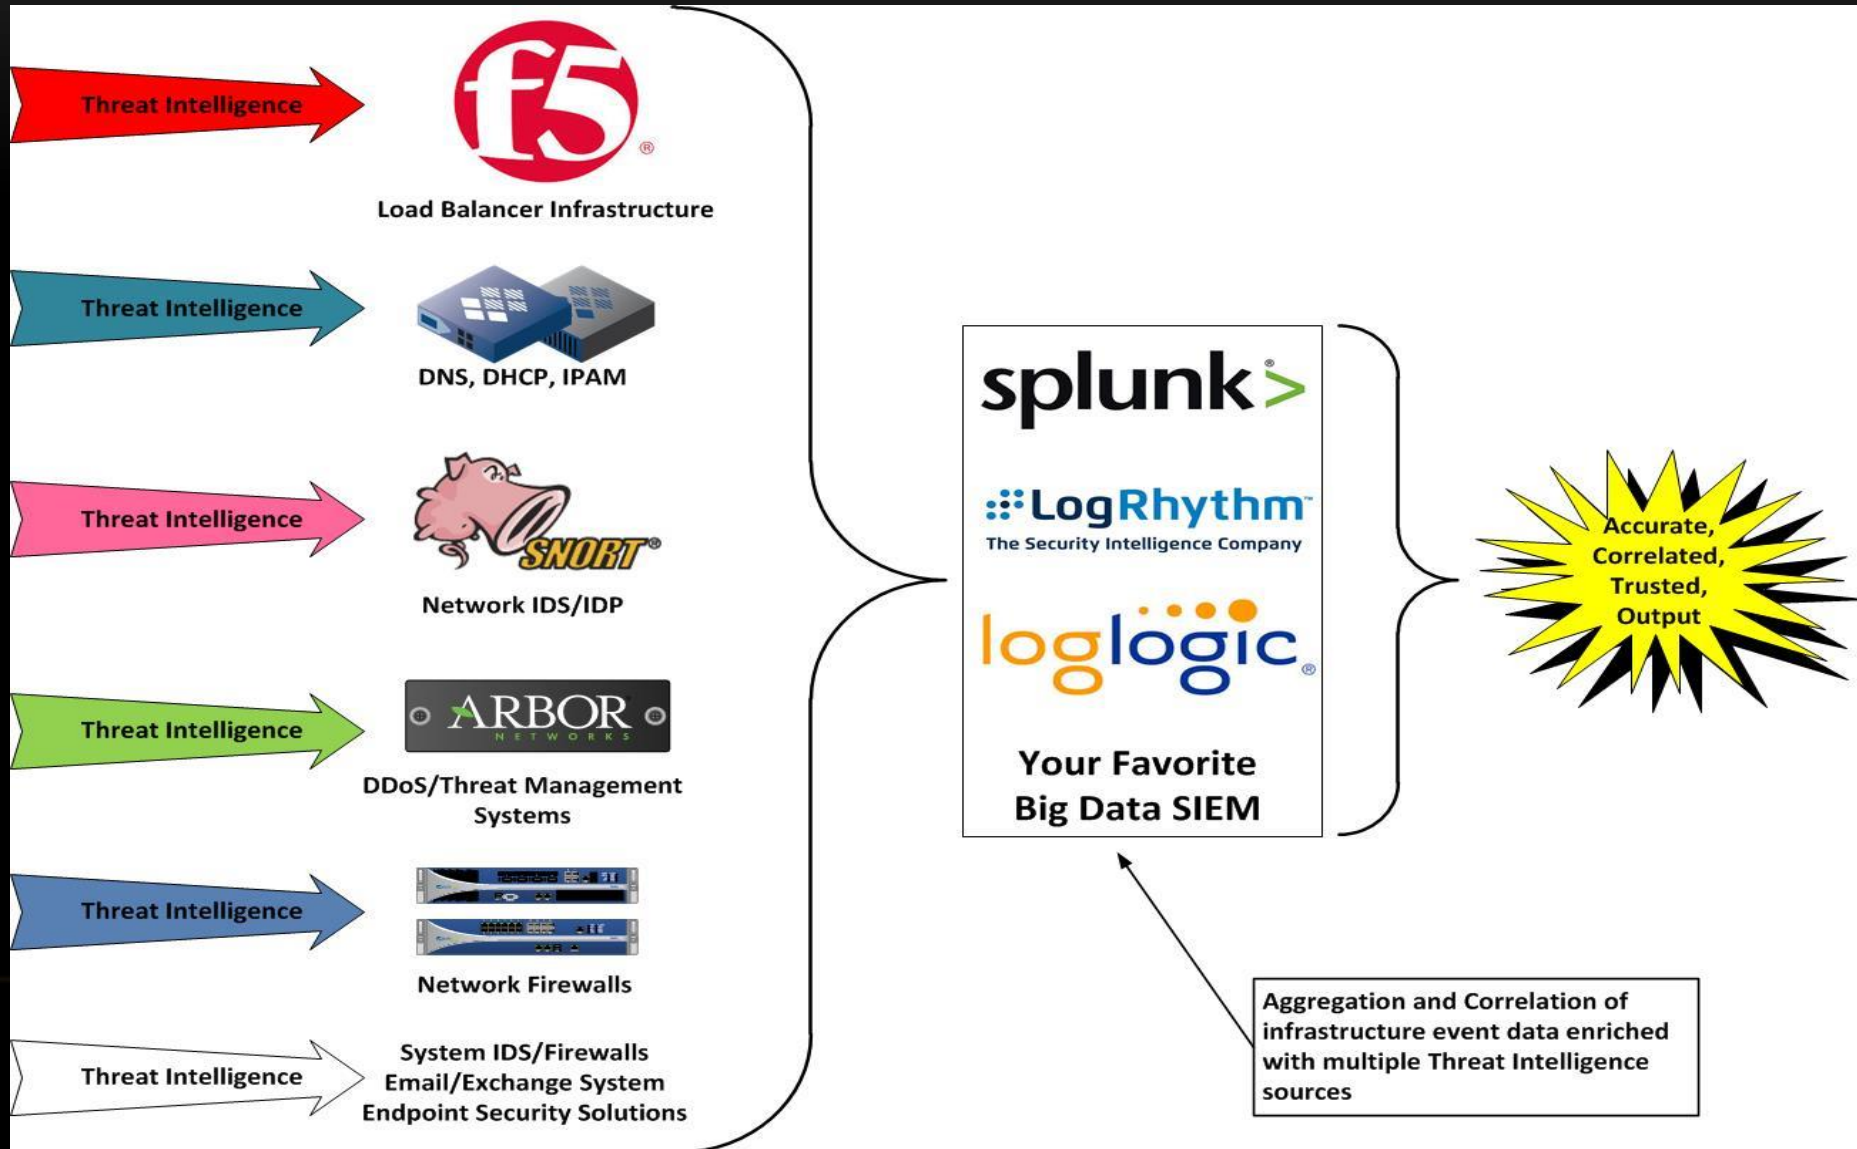 Threat Intelligence
f5
®
Load Balancer Infrastructure
Threat Intelligence
DNS, DHCP, IPAM
Threat Intelligence
SNORT®
Network IDS/IDP
Threat Intelligence
ARBOR
NETWORKS
DDoS/Threat Management
Systems
Threat Intelligence
Network Firewalls
Threat Intelligence
System IDS/Firewalls
Email/Exchange System
Endpoint Security Solutions
splunk>®
LogRhythm™
The Security Intelligence Company
loglogic®
Your Favorite
Big Data SIEM
Accurate,
Correlated,
Trusted,
Output
Aggregation and Correlation of
infrastructure event data enriched
with multiple Threat Intelligence
sources